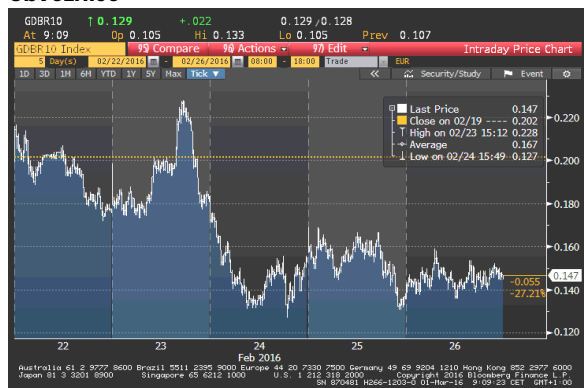 GDBR10 ↑ 0.129 +.022 0.129 /0.128
At 9:09 Op 0.105 Hi 0.133 Lo 0.105 Prev 0.107
GDBR10 Index 95) Compare 96) Actions 97) Edit Intraday Price Chart
5 Day(s) 02/22/2016 - 02/26/2016 08:00 - 18:00 Trade EUR
1D 3D 1M 6M YTD 1Y 5Y Max Tick ▼ « Security/Study Event
Last Price 0.147
Close on 02/19 ---- 0.202
High on 02/23 15:12 0.228
Average 0.167
Low on 02/24 15:49 0.127
0.220
0.200
0.180
0.160
0.147
-0.055
0.140
-27.21%
0.120
22 23 24 25 26
Feb 2016
Australia 61 2 9777 8600 Brazil 5511 2395 9000 Europe 44 20 7330 7500 Germany 49 69 9204 1210 Hong Kong 852 2977 6000
Japan 81 3 3201 8900 Singapore 65 6212 1000 U.S. 1 212 318 2000 Copyright 2016 Bloomberg Finance L.P.
SN 870481 H266-1203-0 01-Mar-16 9:09:23 CET GMT+1:00